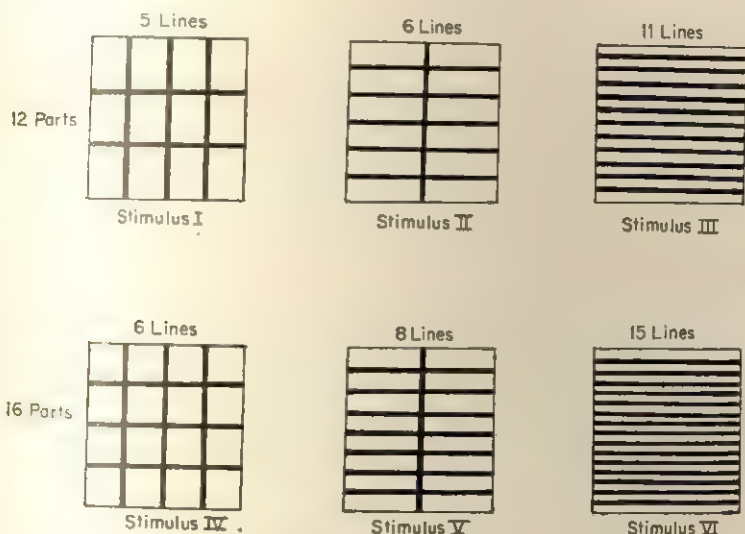 5 Lines
6 Lines
11 Lines
12 Parts
Stimulus I
Stimulus II
Stimulus III
6 Lines
8 Lines
15 Lines
16 Parts
Stimulus IV
Stimulus V
Stimulus VI